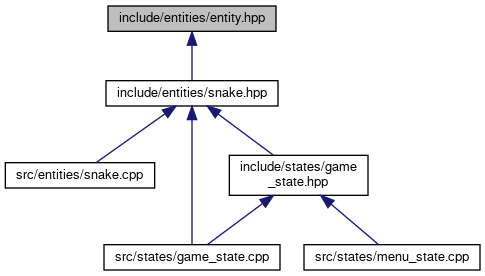 include/entities/entity.hpp
include/entities/snake.hpp
src/entities/snake.cpp
include/states/game
_state.hpp
src/states/game_state.cpp
src/states/menu_state.cpp